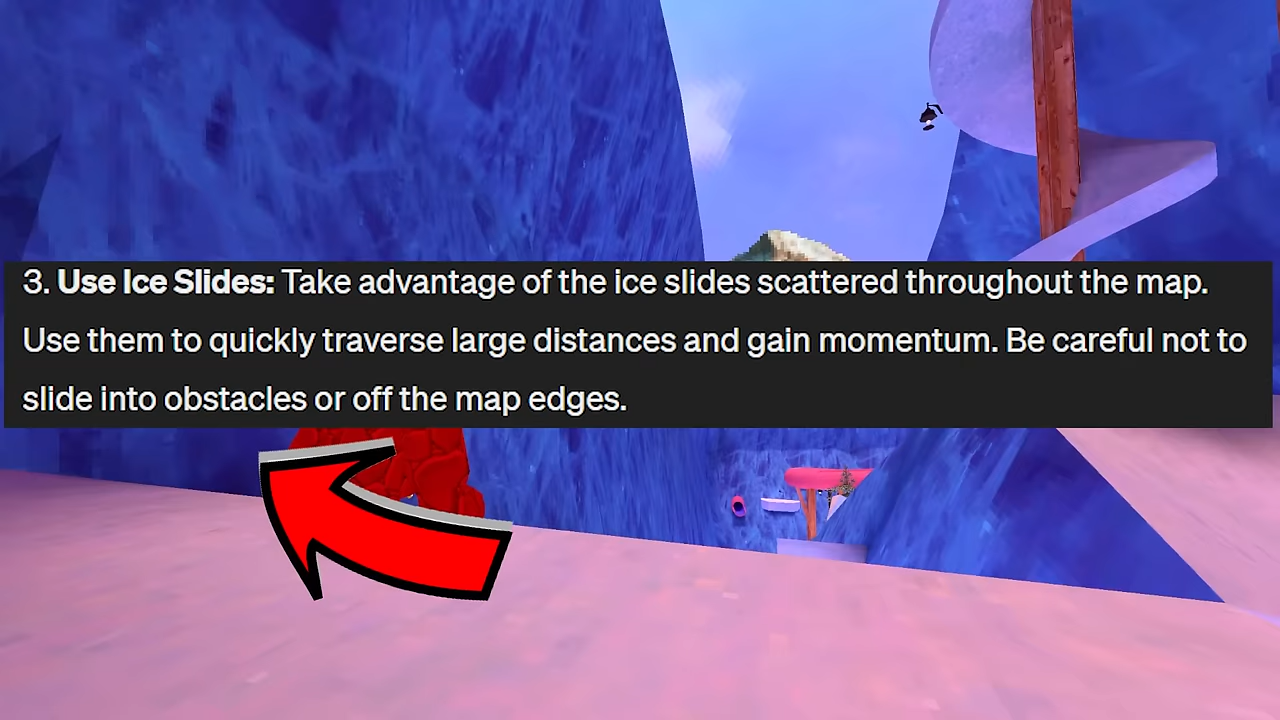 3. Use Ice Slides: Take advantage of the ice slides scattered throughout the map.
Use them to quickly traverse large distances and gain momentum. Be careful not to
slide into obstacles or off the map edges.